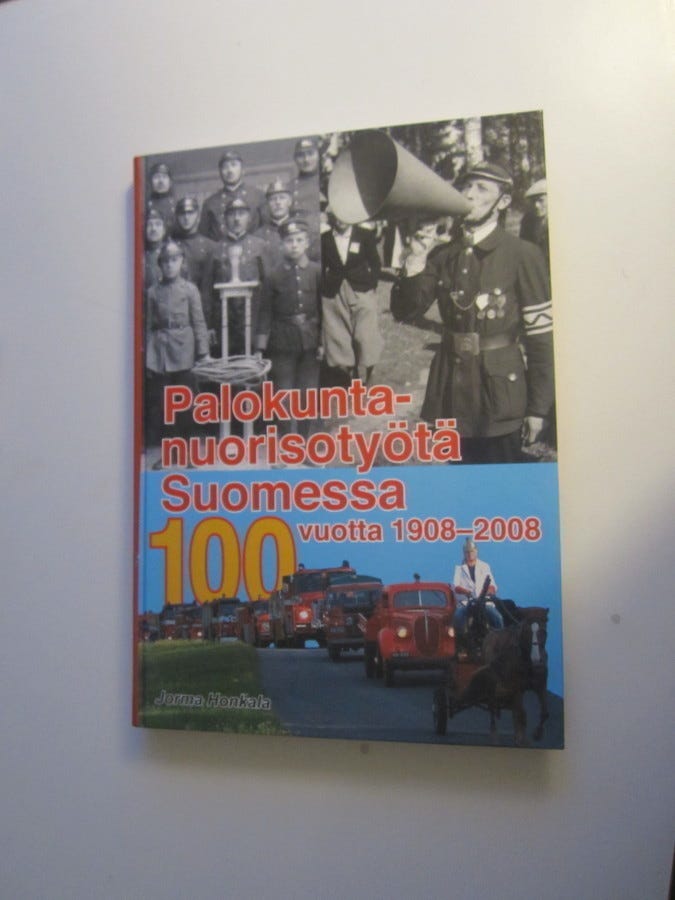 Palokunta-
nuorisotyötä
Suomessa
100 vuotta 1908–2008
Jorma Honkala